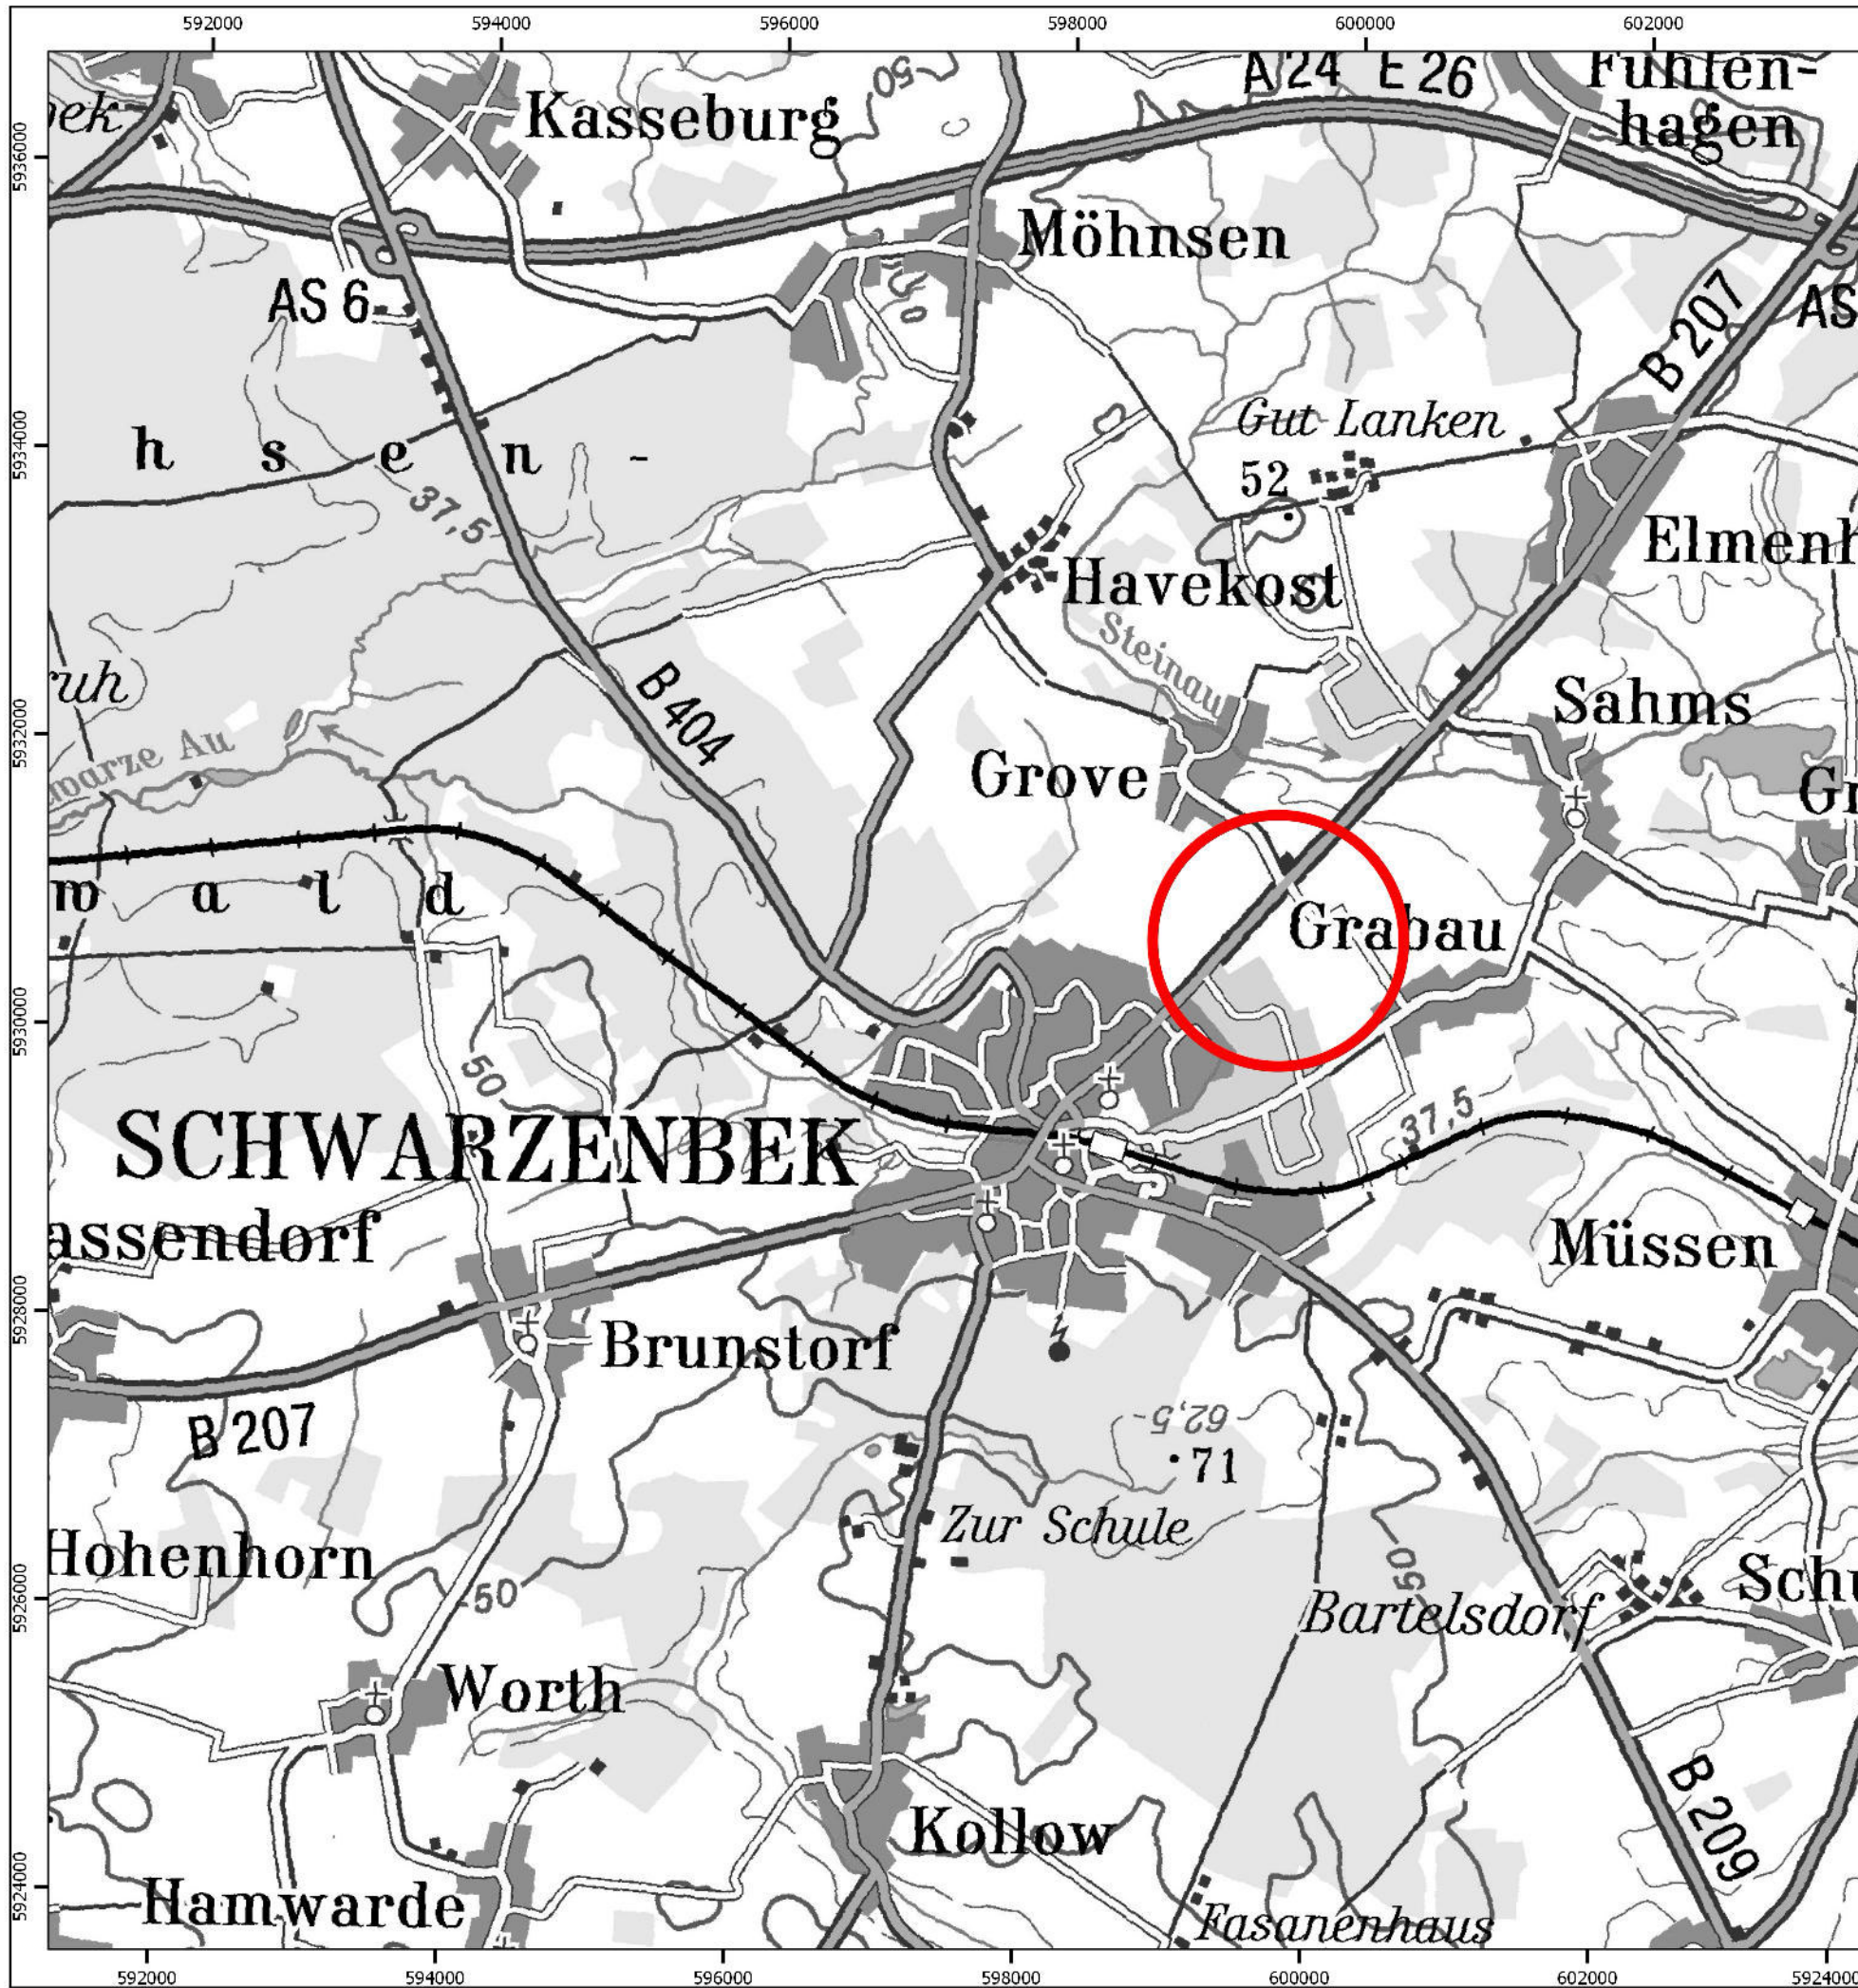 592000 594000 596000 598000 600000 602000
A 24 E 26
Fuhlen-
hagen
50
Kasseburg
5936000
Möhnsen
AS 6
B 207
AS
Gut Lanken
5934000
h s e n -
37,5
52
Elmenh
Havekost
Steinau
B 404
Sahms
5932000
Schwarze Au
Grove
Gr
w a l d
Grabau
5930000
50
37,5
SCHWARZENBEK
assendorf
Müssen
5928000
Brunstorf
B 207
62,5
71
Zur Schule
Hohenhorn
50
50
Schu
5926000
Bartelsdorf
Worth
B 209
Kollow
5924000
Hamwarde
Fasanenhaus
592000 594000 596000 598000 600000 602000 5924000